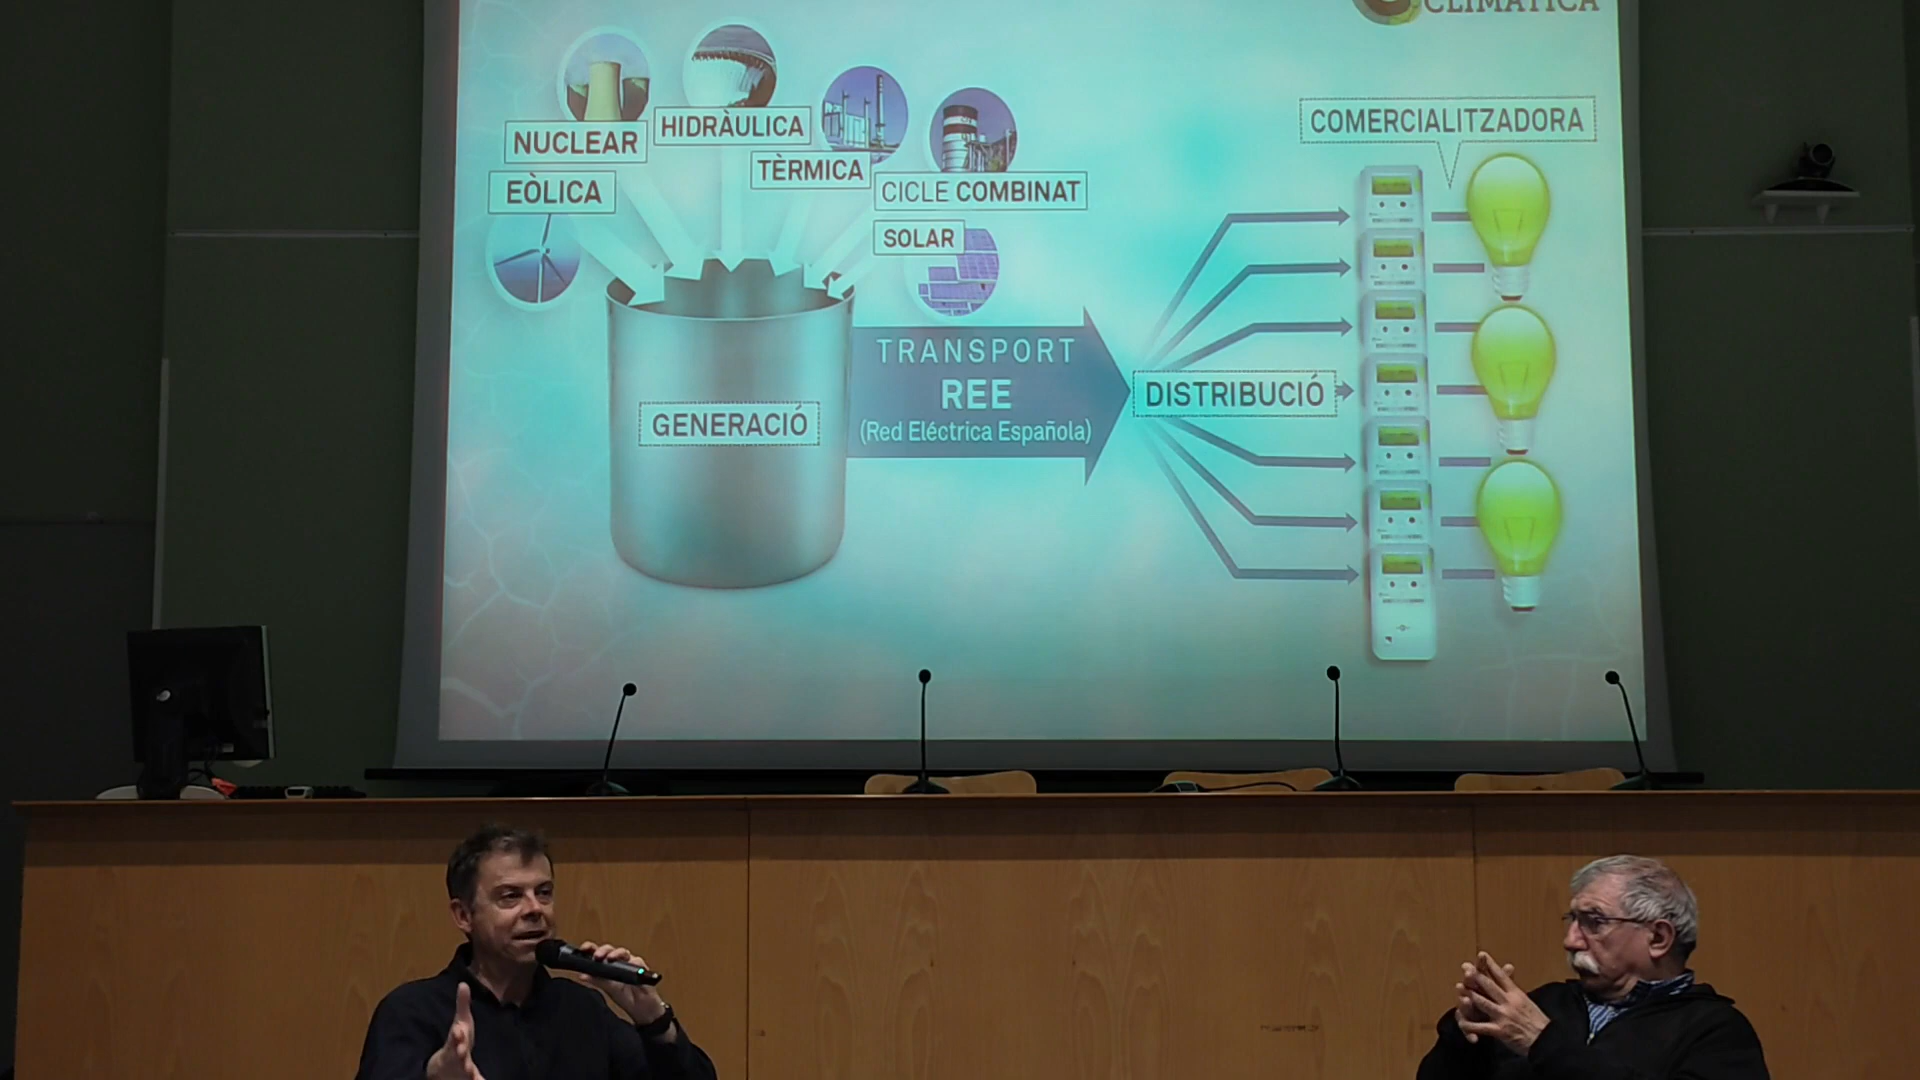 CLIMÀTICA
NUCLEAR
HIDRÀULICA
TÈRMICA
EÒLICA
CICLE COMBINAT
SOLAR
COMERCIALITZADORA
GENERACIÓ
TRANSPORT
REE
(Red Eléctrica Española)
DISTRIBUCIÓ